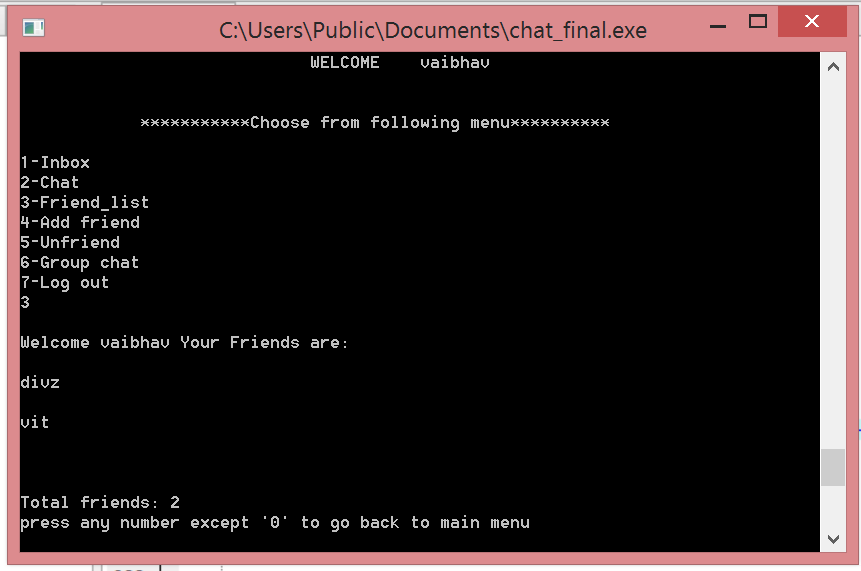 C:\Users\Public\Documents\chat_final.exe
WELCOME    vaibhav
***********Choose from following menu**********
1-Inbox
2-Chat
3-Friend_list
4-Add friend
5-Unfriend
6-Group chat
7-Log out
3
Welcome vaibhav Your Friends are:
divz
vit
Total friends: 2
press any number except '0' to go back to main menu